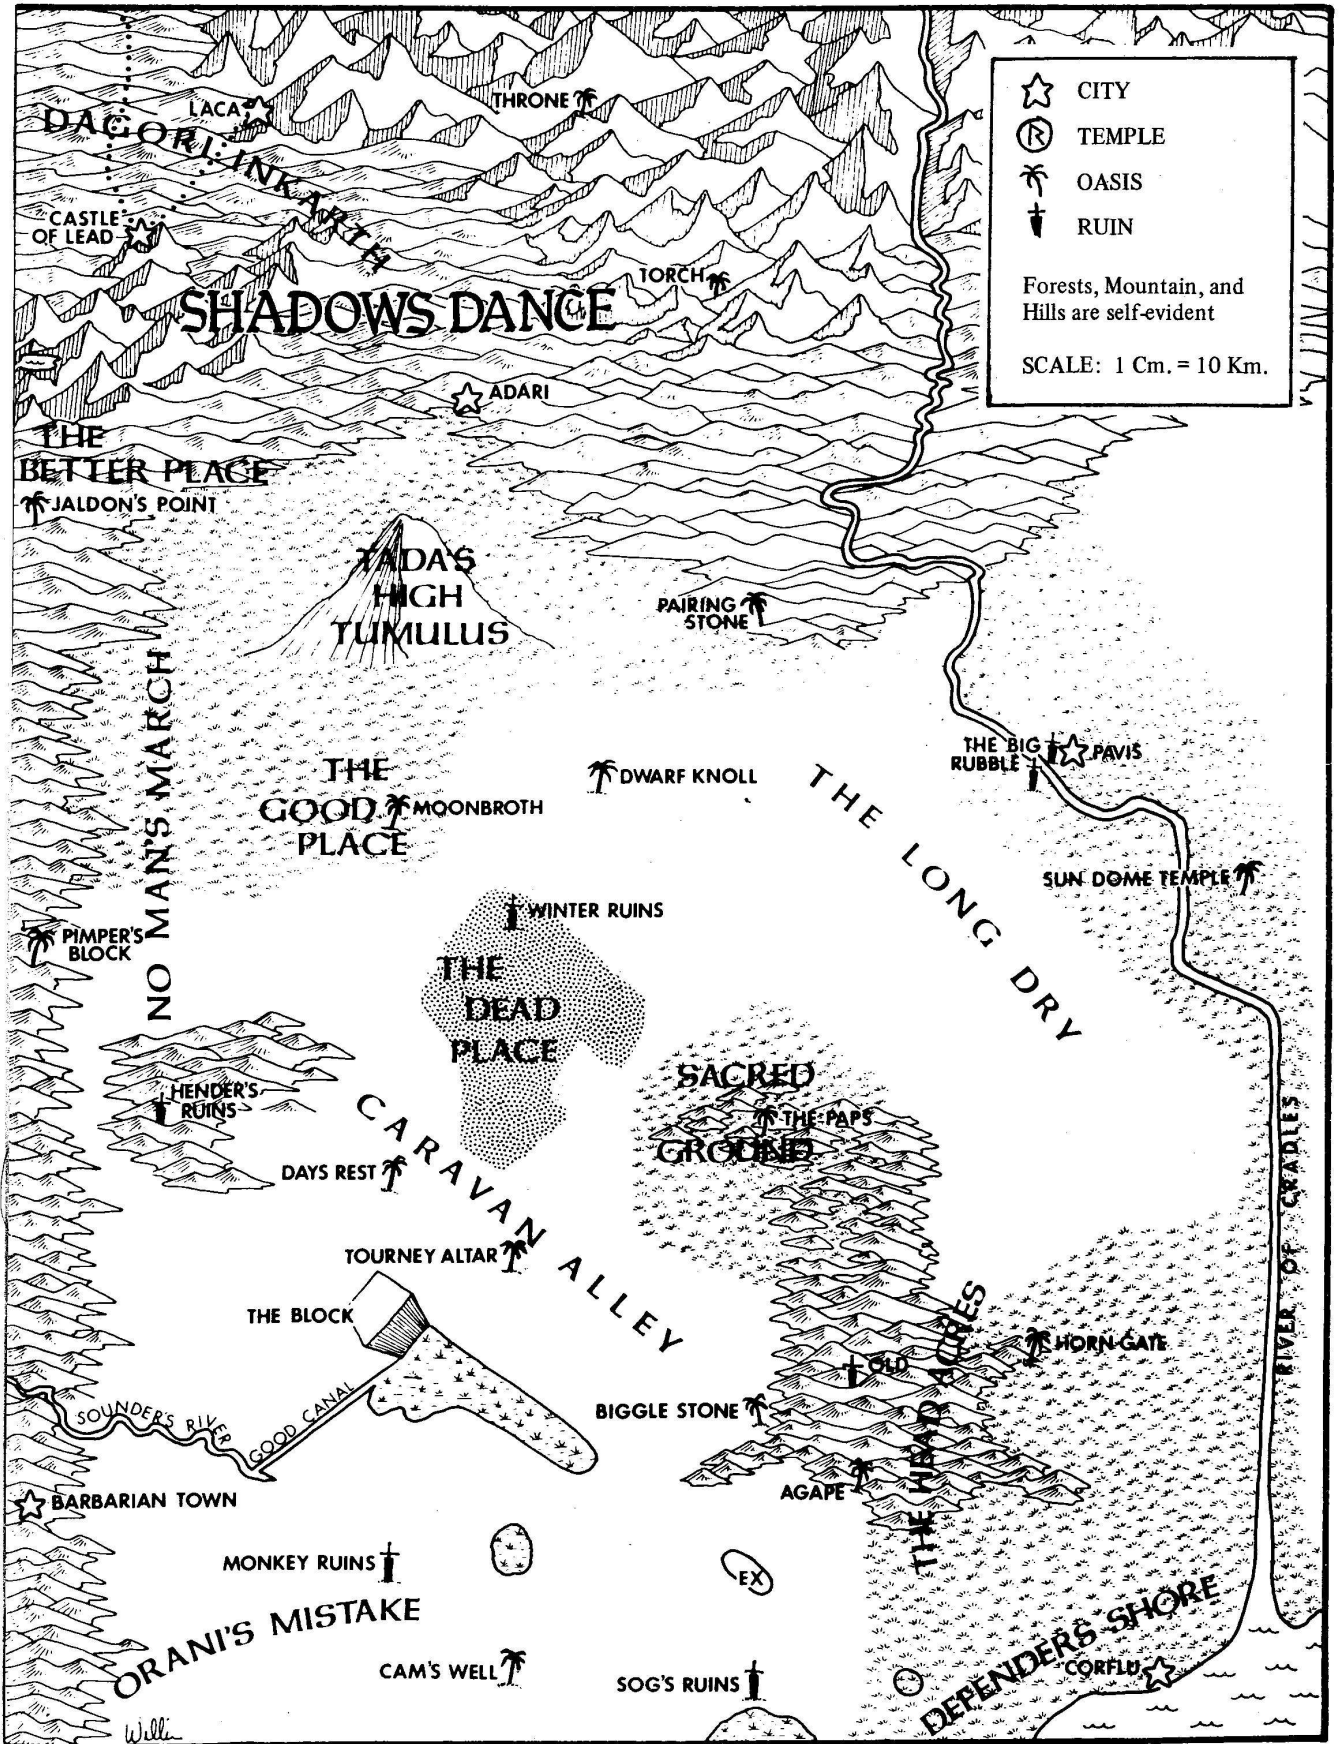 LACA
THRONE
DAGORI INKARTH
CASTLE
OF LEAD
TORCH
SHADOWS DANCE
ADARI
CITY
R
TEMPLE
OASIS
RUIN
Forests, Mountain, and
Hills are self-evident
SCALE: 1 Cm. = 10 Km.
THE
BETTER PLACE
JALDON'S POINT
TADA'S
HIGH
TUMULUS
PAIRING
STONE
NO MAN'S MARCH
THE BIG
RUBBLE
PAVIS
THE
GOOD
PLACE
MOONBROTH
DWARF KNOLL
THE LONG DRY
SUN DOME TEMPLE
WINTER RUINS
PIMPER'S
BLOCK
THE
DEAD
PLACE
SACRED
GROUND
THE PAPS
HENDER'S
RUINS
CARAVAN ALLEY
DAYS REST
RIVER OF CRADLES
TOURNEY ALTAR
THE BLOCK
THE HEAD ACRES
HORN GATE
OLD
SOUNDER'S RIVER
GOOD CANAL
BIGGLE STONE
AGAPE
BARBARIAN TOWN
MONKEY RUINS
EX
ORANI'S MISTAKE
DEPENDERS SHORE
CAM'S WELL
SOG'S RUINS
CORFLU